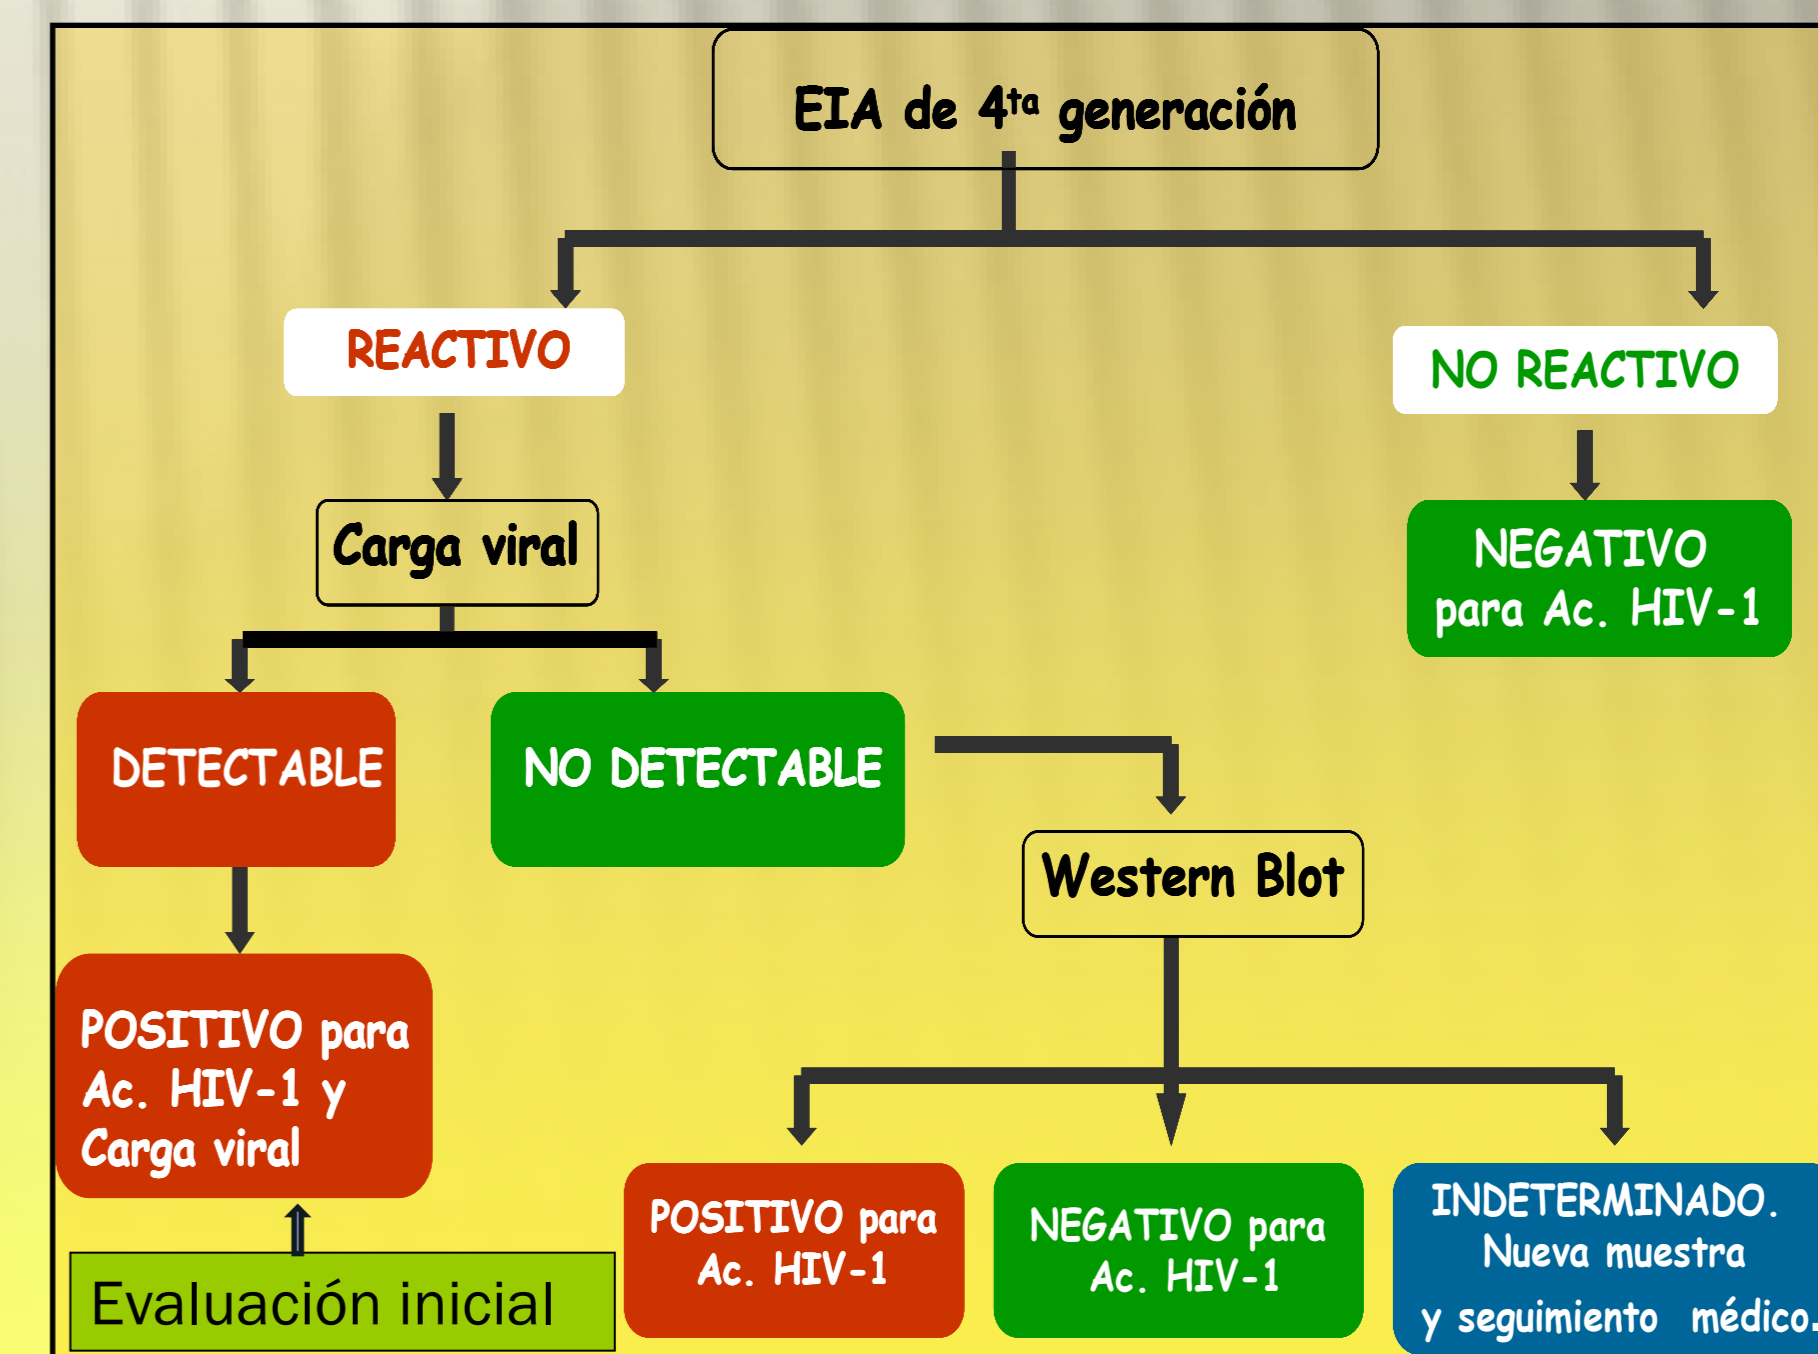 EIA de 4ta generación
REACTIVO
NO REACTIVO
Carga viral
NEGATIVO
para Ac. HIV-1
DETECTABLE
NO DETECTABLE
Western Blot
POSITIVO para
Ac. HIV-1 y
Carga viral
POSITIVO para
Ac. HIV-1
NEGATIVO para
Ac. HIV-1
INDETERMINADO.
Nueva muestra
y seguimiento médico.
Evaluación inicial